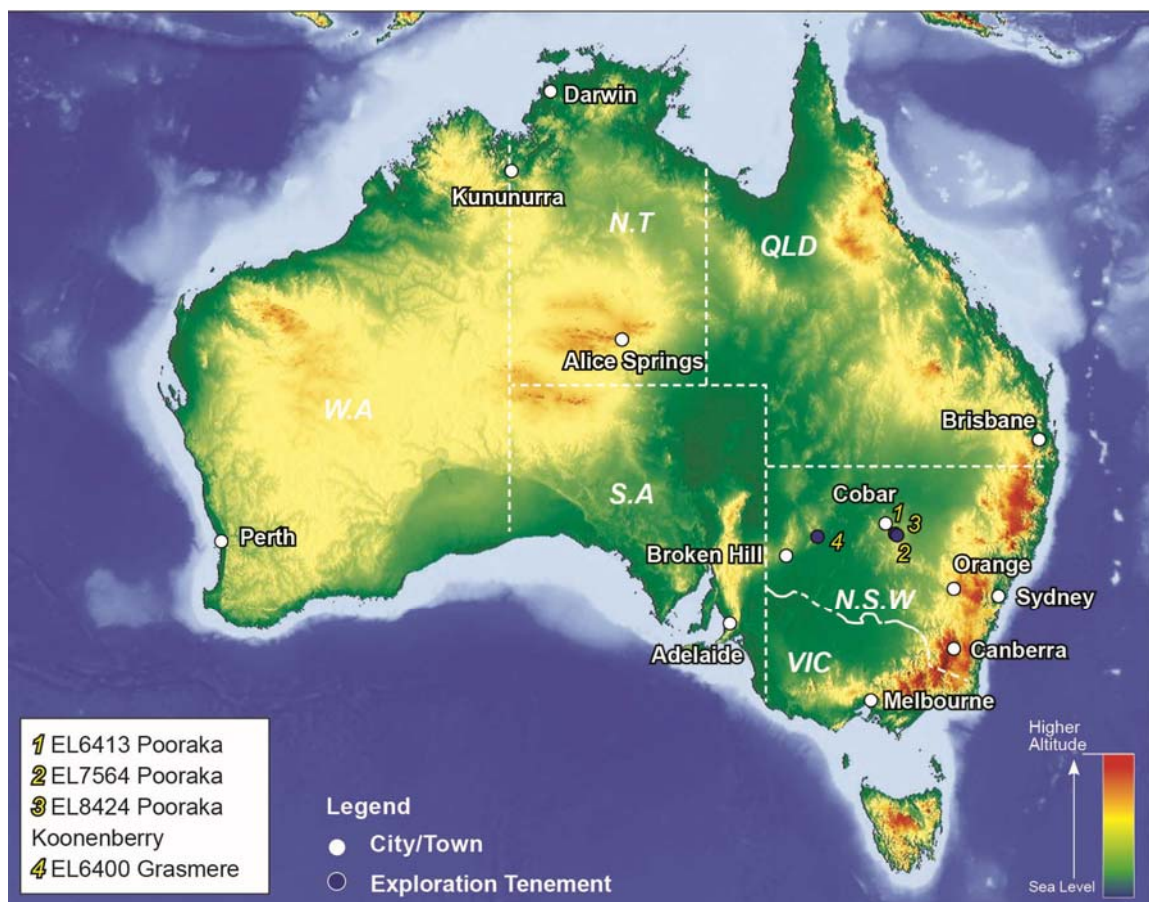 Darwin
Kununurra
N.T
QLD
Alice Springs
W.A
Brisbane
S.A
Cobar
1
3
Perth
4
2
Broken Hill
Orange
N.S.W
Sydney
Adelaide
VIC
Canberra
Melbourne
1 EL6413 Pooraka
2 EL7564 Pooraka
3 EL8424 Pooraka
Koonenberry
4 EL6400 Grasmere
Legend
City/Town
Exploration Tenement
Higher
Altitude
Sea Level